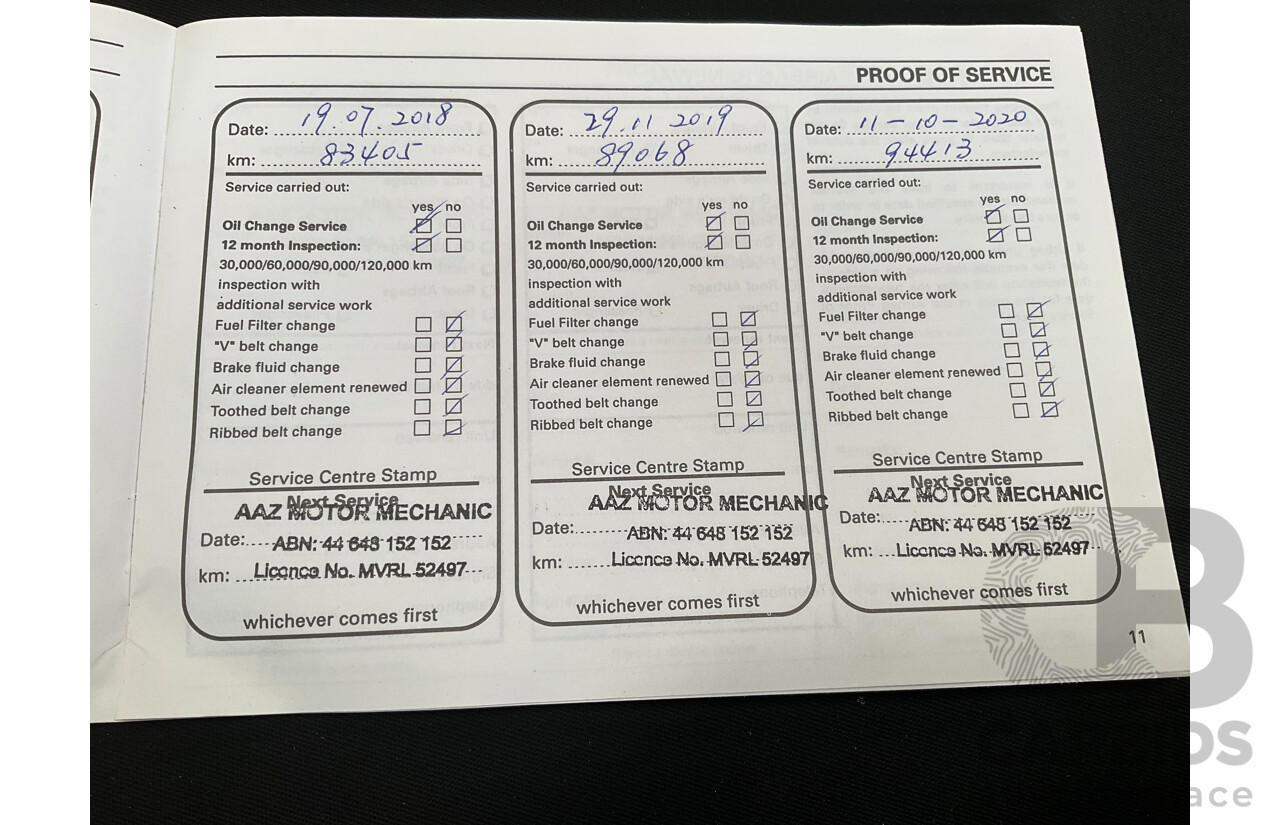 PROOF OF SERVICE
Date: 19.07.2018
km: 83405
Service carried out:
yes no
Oil Change Service
12 month Inspection:
30,000/60,000/90,000/120,000 km
inspection with
additional service work
Fuel Filter change
"V" belt change
Brake fluid change
Air cleaner element renewed
Toothed belt change
Ribbed belt change
Service Centre Stamp
Next Service
AAZ MOTOR MECHANIC
Date:
ABN: 44 648 152 152
km:
Licence No. MVRL 52497
whichever comes first
Date: 29.11 2019
km: 89068
Service carried out:
yes no
Oil Change Service
12 month Inspection:
30,000/60,000/90,000/120,000 km
inspection with
additional service work
Fuel Filter change
"V" belt change
Brake fluid change
Air cleaner element renewed
Toothed belt change
Ribbed belt change
Service Centre Stamp
Next Service
AAZ MOTOR MECHANIC
Date:
ABN: 44 648 152 152
km:
Licence No. MVRL 52497
whichever comes first
Date: 11-10-2020
km: 94413
Service carried out:
yes no
Oil Change Service
12 month Inspection:
30,000/60,000/90,000/120,000 km
inspection with
additional service work
Fuel Filter change
"V" belt change
Brake fluid change
Air cleaner element renewed
Toothed belt change
Ribbed belt change
Service Centre Stamp
Next Service
AAZ MOTOR MECHANIC
Date:
ABN: 44 648 152 152
km:
Licence No. MVRL 52497
whichever comes first
11